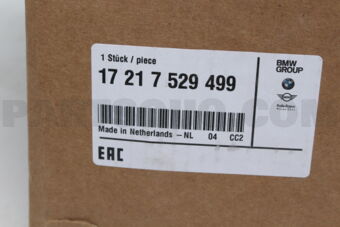 1 Stück / piece
BMW
GROUP
17 21 7 529 499
Made in Netherlands -NL 04 CC2
EAC